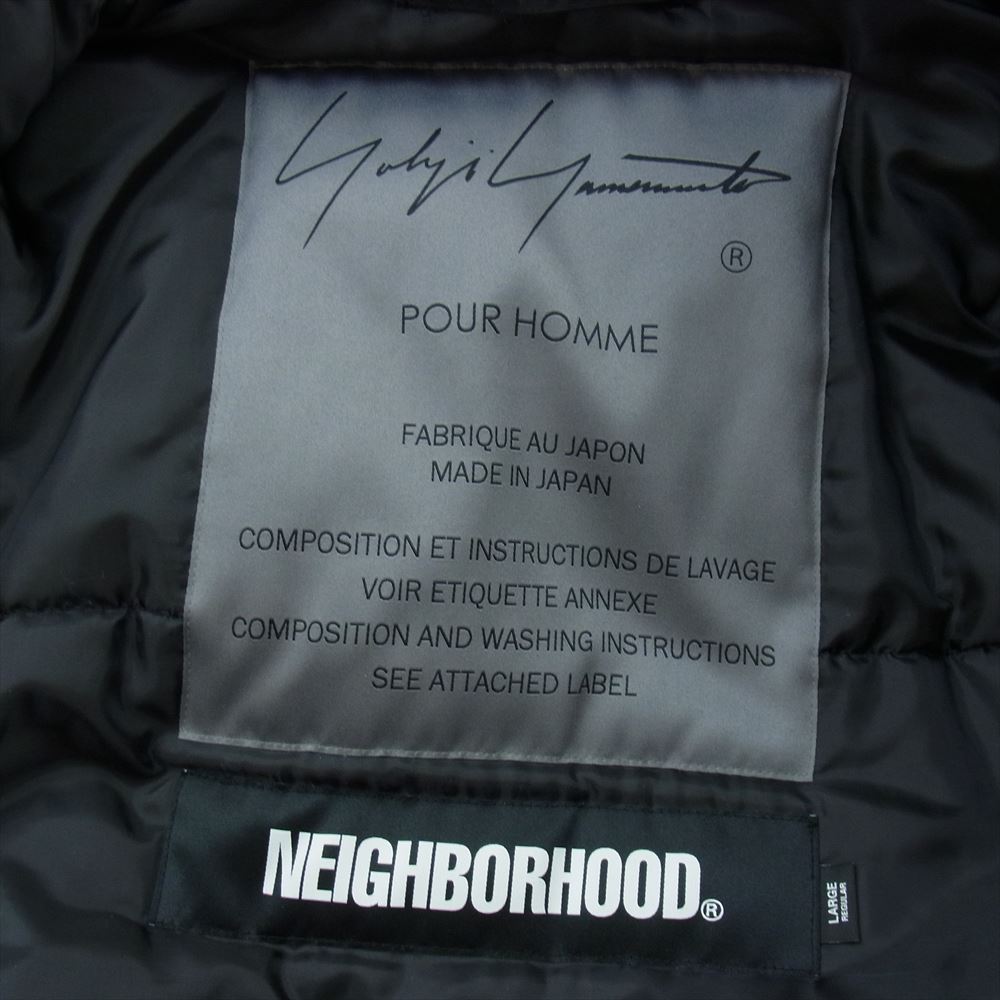 Yohji Yamamoto
®
POUR HOMME
FABRIQUE AU JAPON
MADE IN JAPAN
COMPOSITION ET INSTRUCTIONS DE LAVAGE
VOIR ETIQUETTE ANNEXE
COMPOSITION AND WASHING INSTRUCTIONS
SEE ATTACHED LABEL
NEIGHBORHOOD®
LARGE
REGULAR